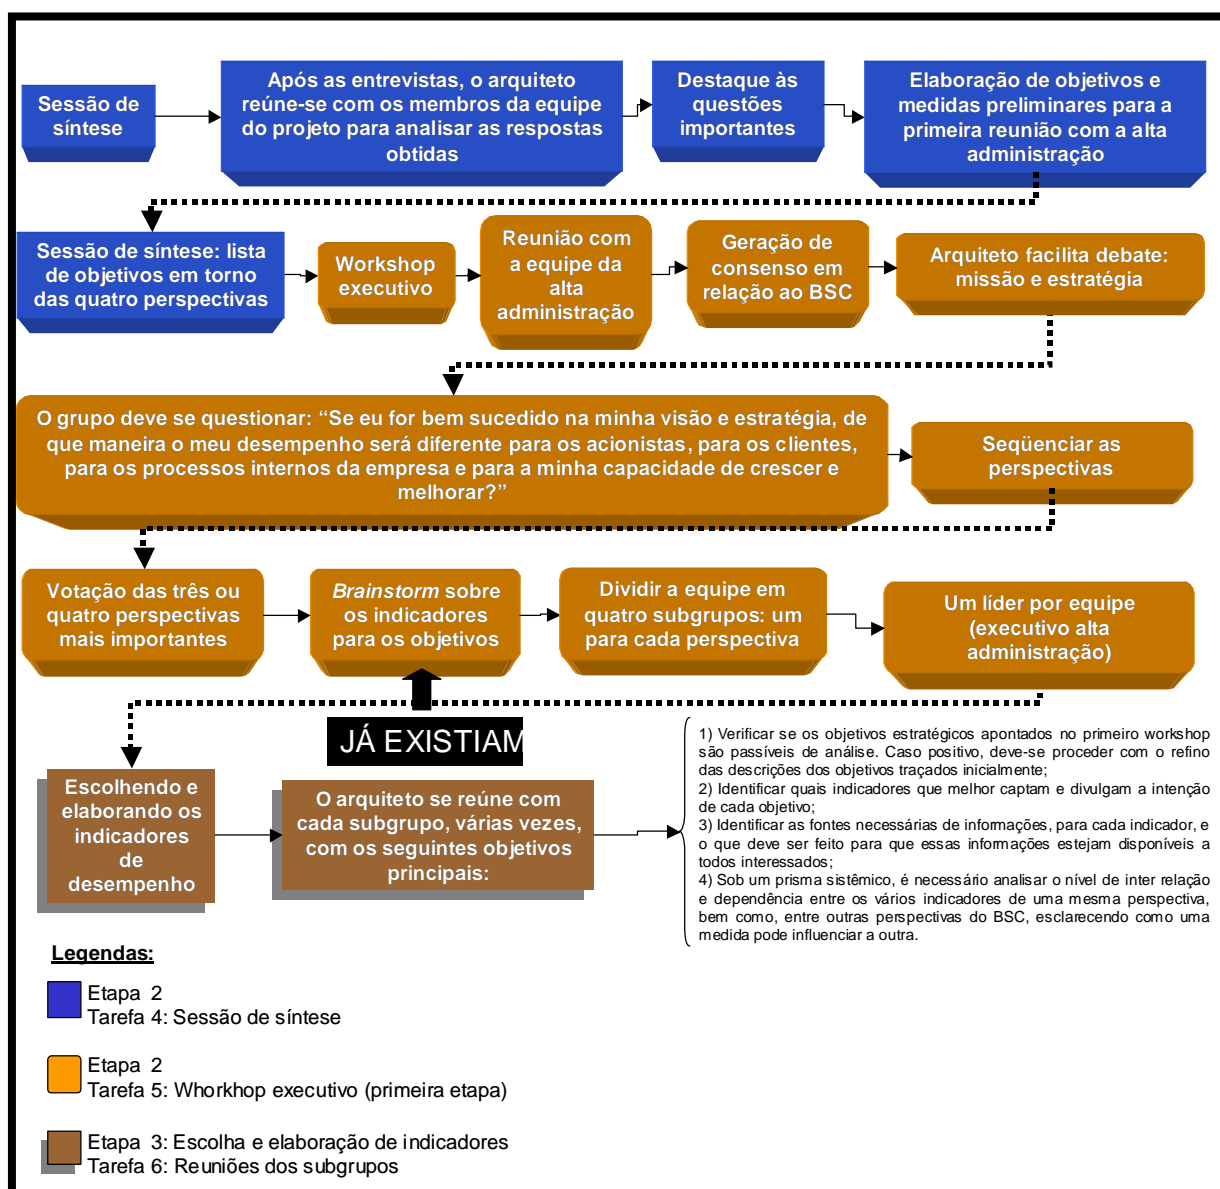 Sessão de
síntese
Após as entrevistas, o arquiteto
reúne-se com os membros da equipe
do projeto para analisar as respostas
obtidas
Destaque às
questões
importantes
Elaboração de objetivos e
medidas preliminares para a
primeira reunião com a alta
administração
Sessão de síntese: lista
de objetivos em torno
das quatro perspectivas
Workshop
executivo
Reunião com
a equipe da
alta
administração
Geração de
consenso em
relação ao BSC
Arquiteto facilita debate:
missão e estratégia
O grupo deve se questionar: “Se eu for bem sucedido na minha visão e estratégia, de
que maneira o meu desempenho será diferente para os acionistas, para os clientes,
para os processos internos da empresa e para a minha capacidade de crescer e
melhorar?”
Seqüenciar as
perspectivas
Votação das três ou
quatro perspectivas
mais importantes
Brainstorm sobre
os indicadores
para os objetivos
Dividir a equipe em
quatro subgrupos: um
para cada perspectiva
Um líder por equipe
(executivo alta
administração)
JÁ EXISTIAM
Escolhendo e
elaborando os
indicadores
de
desempenho
O arquiteto se reúne com
cada subgrupo, várias vezes,
com os seguintes objetivos
principais:
1) Verificar se os objetivos estratégicos apontados no primeiro workshop
são passíveis de análise. Caso positivo, deve-se proceder com o refino
das descrições dos objetivos traçados inicialmente;
2) Identificar quais indicadores que melhor captam e divulgam a intenção
de cada objetivo;
3) Identificar as fontes necessárias de informações, para cada indicador, e
o que deve ser feito para que essas informações estejam disponíveis a
todos interessados;
4) Sob um prisma sistêmico, é necessário analisar o nível de inter relação
e dependência entre os vários indicadores de uma mesma perspectiva,
bem como, entre outras perspectivas do BSC, esclarecendo como uma
medida pode influenciar a outra.
Legendas:
Etapa 2
Tarefa 4: Sessão de síntese
Etapa 2
Tarefa 5: Whorkhop executivo (primeira etapa)
Etapa 3: Escolha e elaboração de indicadores
Tarefa 6: Reuniões dos subgrupos